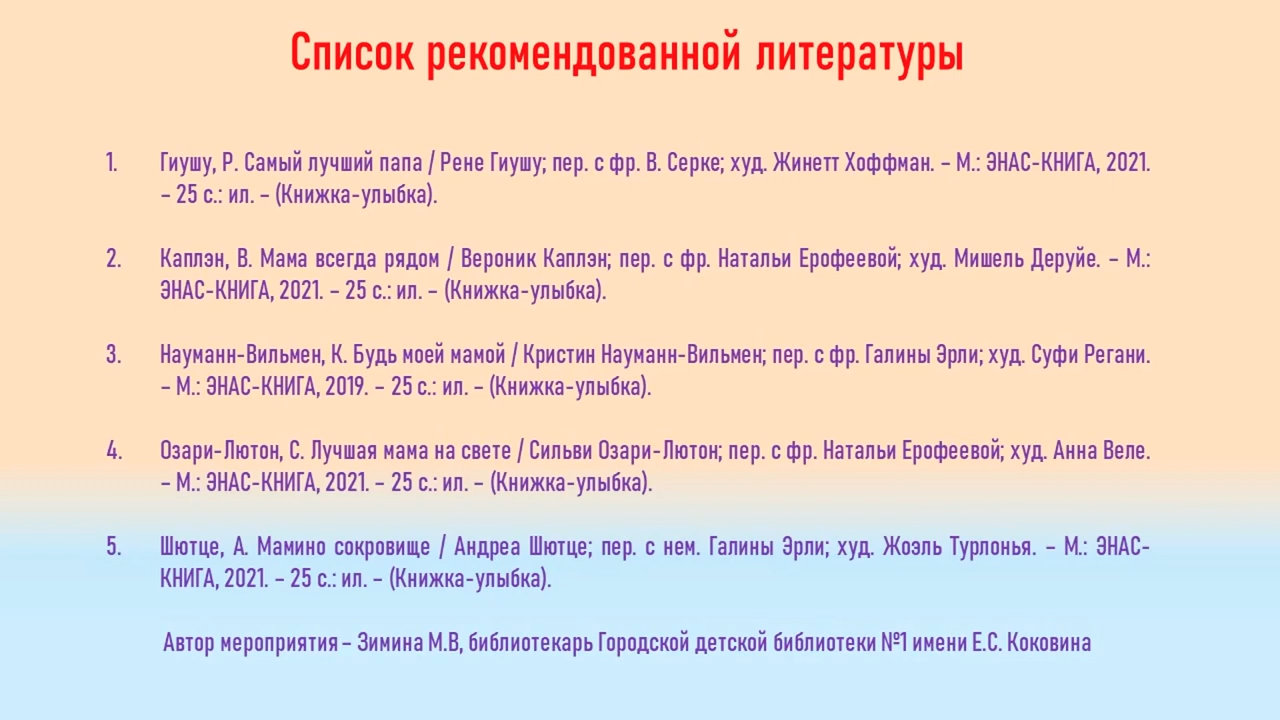 Список рекомендованной литературы
1. Гиушу, Р. Самый лучший папа / Рене Гиушу; пер. с фр. В. Серке; худ. Жинетт Хоффман. – М.: ЭНАС-КНИГА, 2021.
– 25 с.: ил. – (Книжка-улыбка).
2. Каплэн, В. Мама всегда рядом / Вероник Каплэн; пер. с фр. Натальи Ерофеевой; худ. Мишель Деруйе. – М.:
ЭНАС-КНИГА, 2021. – 25 с.: ил. – (Книжка-улыбка).
3. Науманн-Вильмен, К. Будь моей мамой / Кристин Науманн-Вильмен; пер. с фр. Галины Эрли; худ. Суфи Регани.
– М.: ЭНАС-КНИГА, 2019. – 25 с.: ил. – (Книжка-улыбка).
4. Озари-Лютон, С. Лучшая мама на свете / Сильви Озари-Лютон; пер. с фр. Натальи Ерофеевой; худ. Анна Веле.
– М.: ЭНАС-КНИГА, 2021. – 25 с.: ил. – (Книжка-улыбка).
5. Шютце, А. Мамино сокровище / Андреа Шютце; пер. с нем. Галины Эрли; худ. Жоэль Турлонья. – М.: ЭНАС-
КНИГА, 2021. – 25 с.: ил. – (Книжка-улыбка).
Автор мероприятия – Зимина М.В, библиотекарь Городской детской библиотеки №1 имени Е.С. Коковина